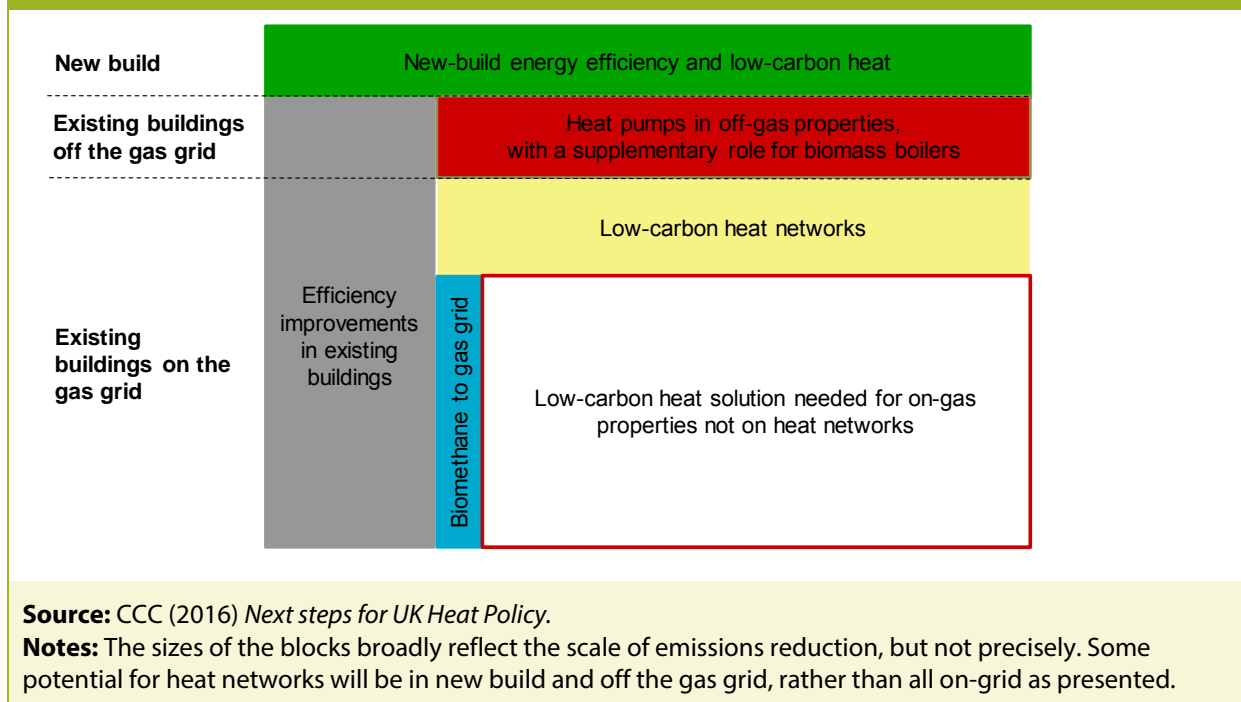 New build
New-build energy efficiency and low-carbon heat
Existing buildings
off the gas grid
Heat pumps in off-gas properties,
with a supplementary role for biomass boilers
Low-carbon heat networks
Existing
buildings on the
gas grid
Efficiency
improvements
in existing
buildings
Biomethane to gas grid
Low-carbon heat solution needed for on-gas
properties not on heat networks
Source: CCC (2016) Next steps for UK Heat Policy.
Notes: The sizes of the blocks broadly reflect the scale of emissions reduction, but not precisely. Some
potential for heat networks will be in new build and off the gas grid, rather than all on-grid as presented.